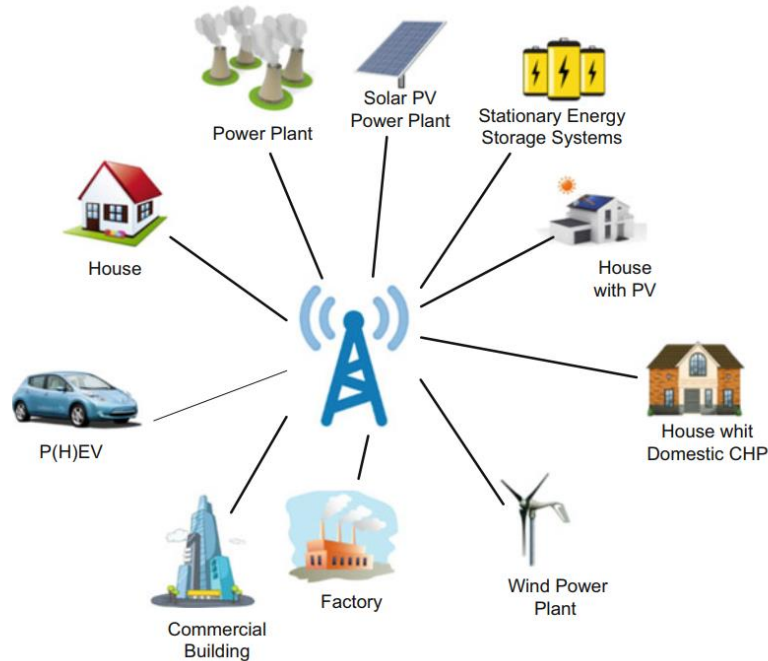 Power Plant
Solar PV
Power Plant
Stationary Energy
Storage Systems
House
House
with PV
P(H)EV
House whit
Domestic CHP
Commercial
Building
Factory
Wind Power
Plant